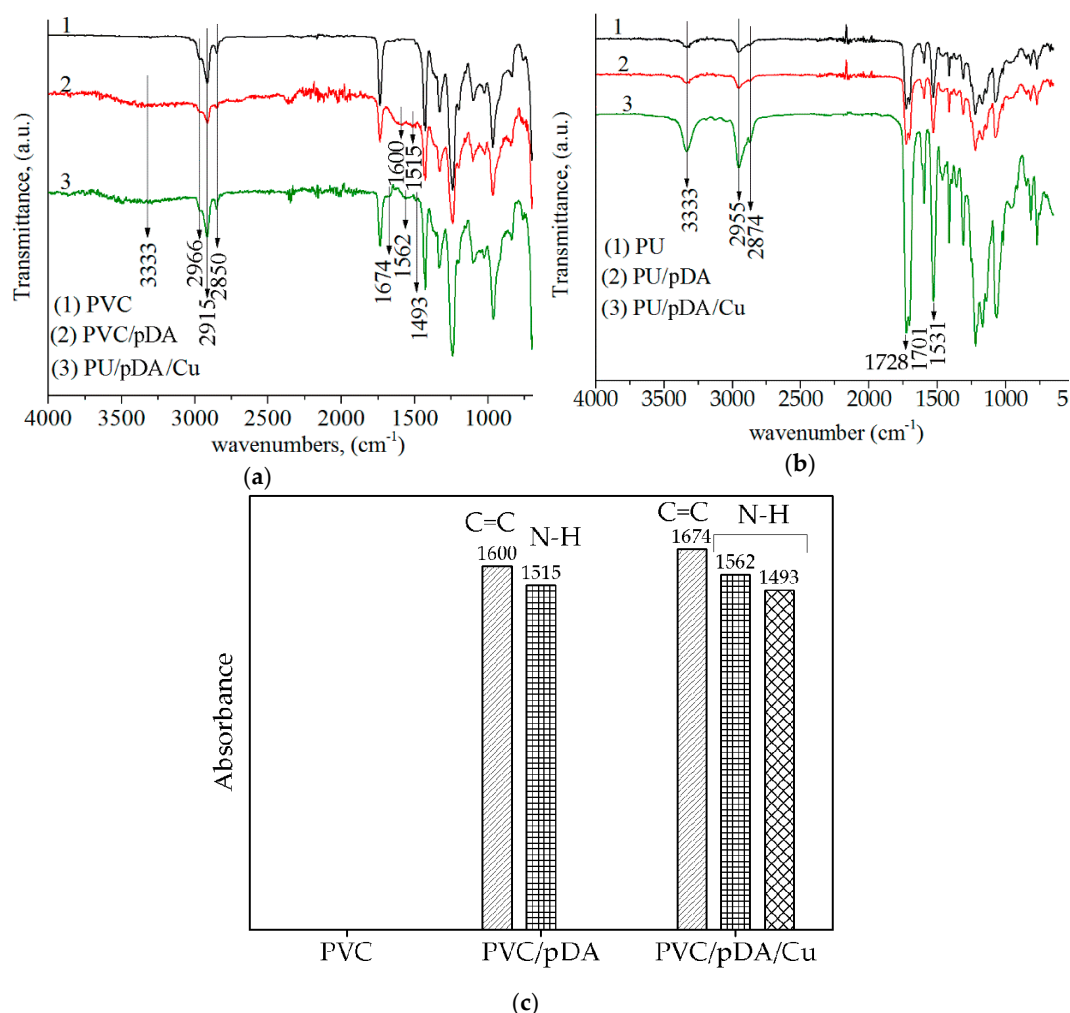 1
2
3
Transmittance, (a.u.)
3333
2966
2915
2850
1674
1600
1562
1515
1493
(1) PVC
(2) PVC/pDA
(3) PU/pDA/Cu
4000 3500 3000 2500 2000 1500 1000
wavenumbers, (cm⁻¹)
(a)
1
2
3
Transmittance, (a.u.)
3333
2955
2874
1728
1701
1531
(1) PU
(2) PU/pDA
(3) PU/pDA/Cu
4000 3500 3000 2500 2000 1500 1000 5
wavenumber (cm⁻¹)
(b)
Absorbance
C=C
1600
N-H
1515
C=C
1674
N-H
1562
1493
PVC PVC/pDA PVC/pDA/Cu
(c)